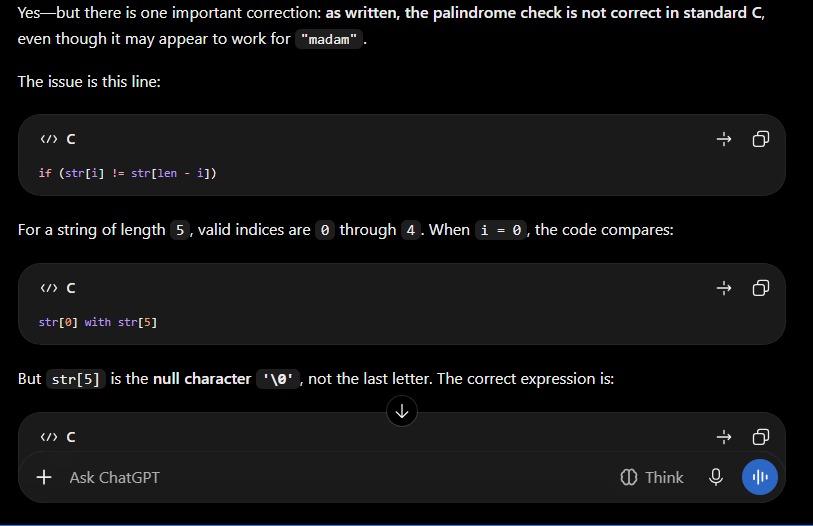 Yes—but there is one important correction: as written, the palindrome check is not correct in standard C,
even though it may appear to work for "madam".
The issue is this line:
</> C
if (str[i] != str[len - i])
For a string of length 5, valid indices are 0 through 4. When i = 0, the code compares:
</> C
str[0] with str[5]
But str[5] is the null character '\0', not the last letter. The correct expression is:
</> C
Ask ChatGPT
Think